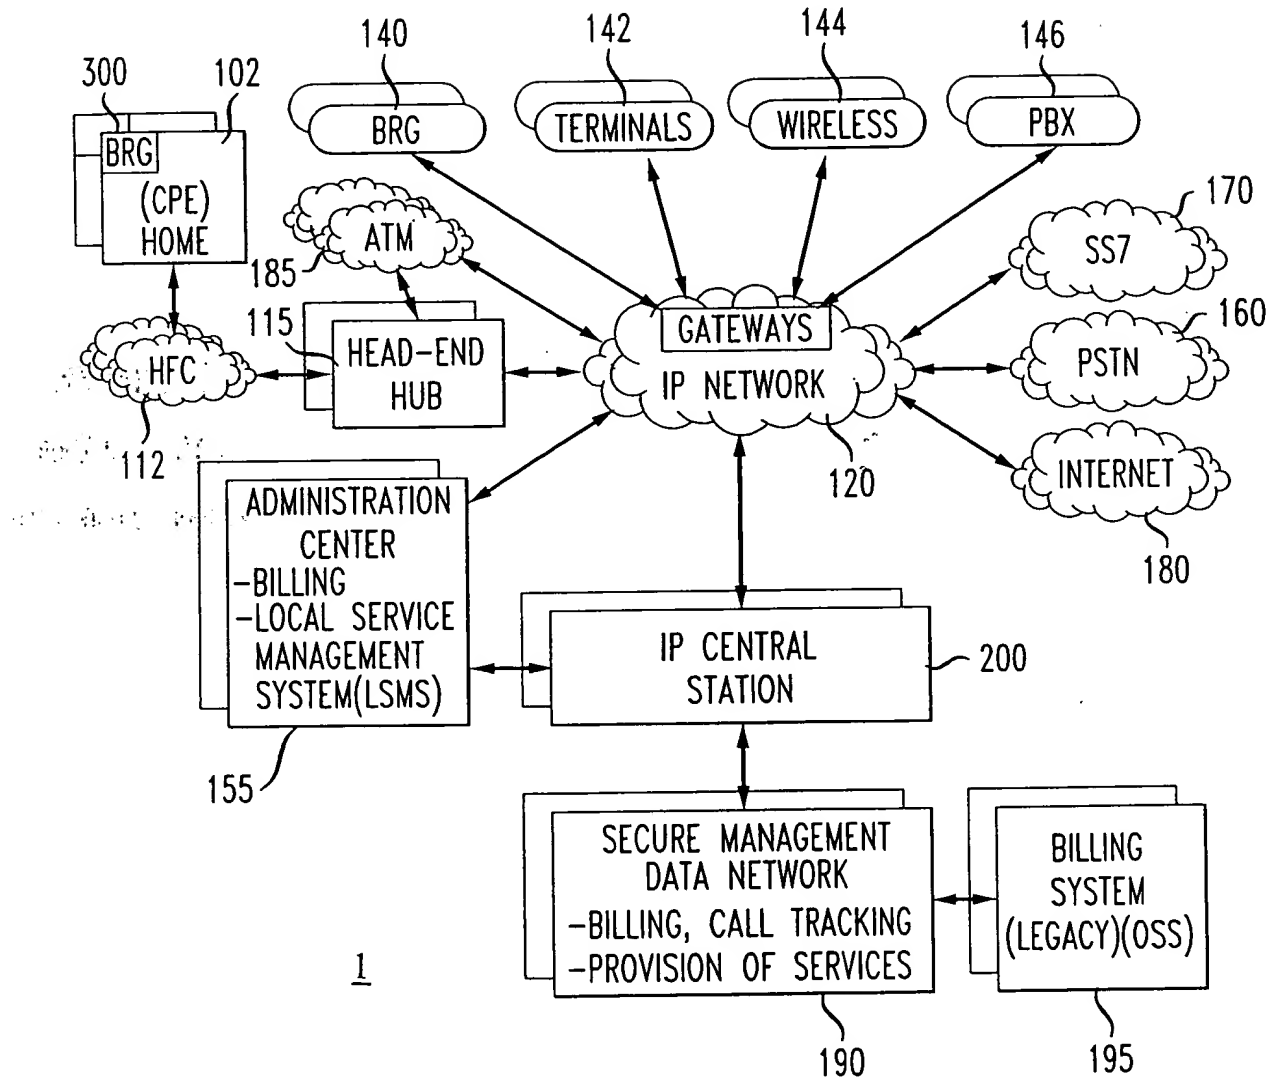 140
142
144
146
300
102
BRG
TERMINALS
WIRELESS
PBX
BRG
(CPE)
HOME
ATM
185
170
SS7
GATEWAYS
IP NETWORK
120
115
HEAD-END
HUB
160
PSTN
HFC
112
INTERNET
180
ADMINISTRATION
CENTER
-BILLING
-LOCAL SERVICE
MANAGEMENT
SYSTEM(LSMS)
155
IP CENTRAL
STATION
200
SECURE MANAGEMENT
DATA NETWORK
-BILLING, CALL TRACKING
-PROVISION OF SERVICES
190
BILLING
SYSTEM
(LEGACY)(OSS)
195
1